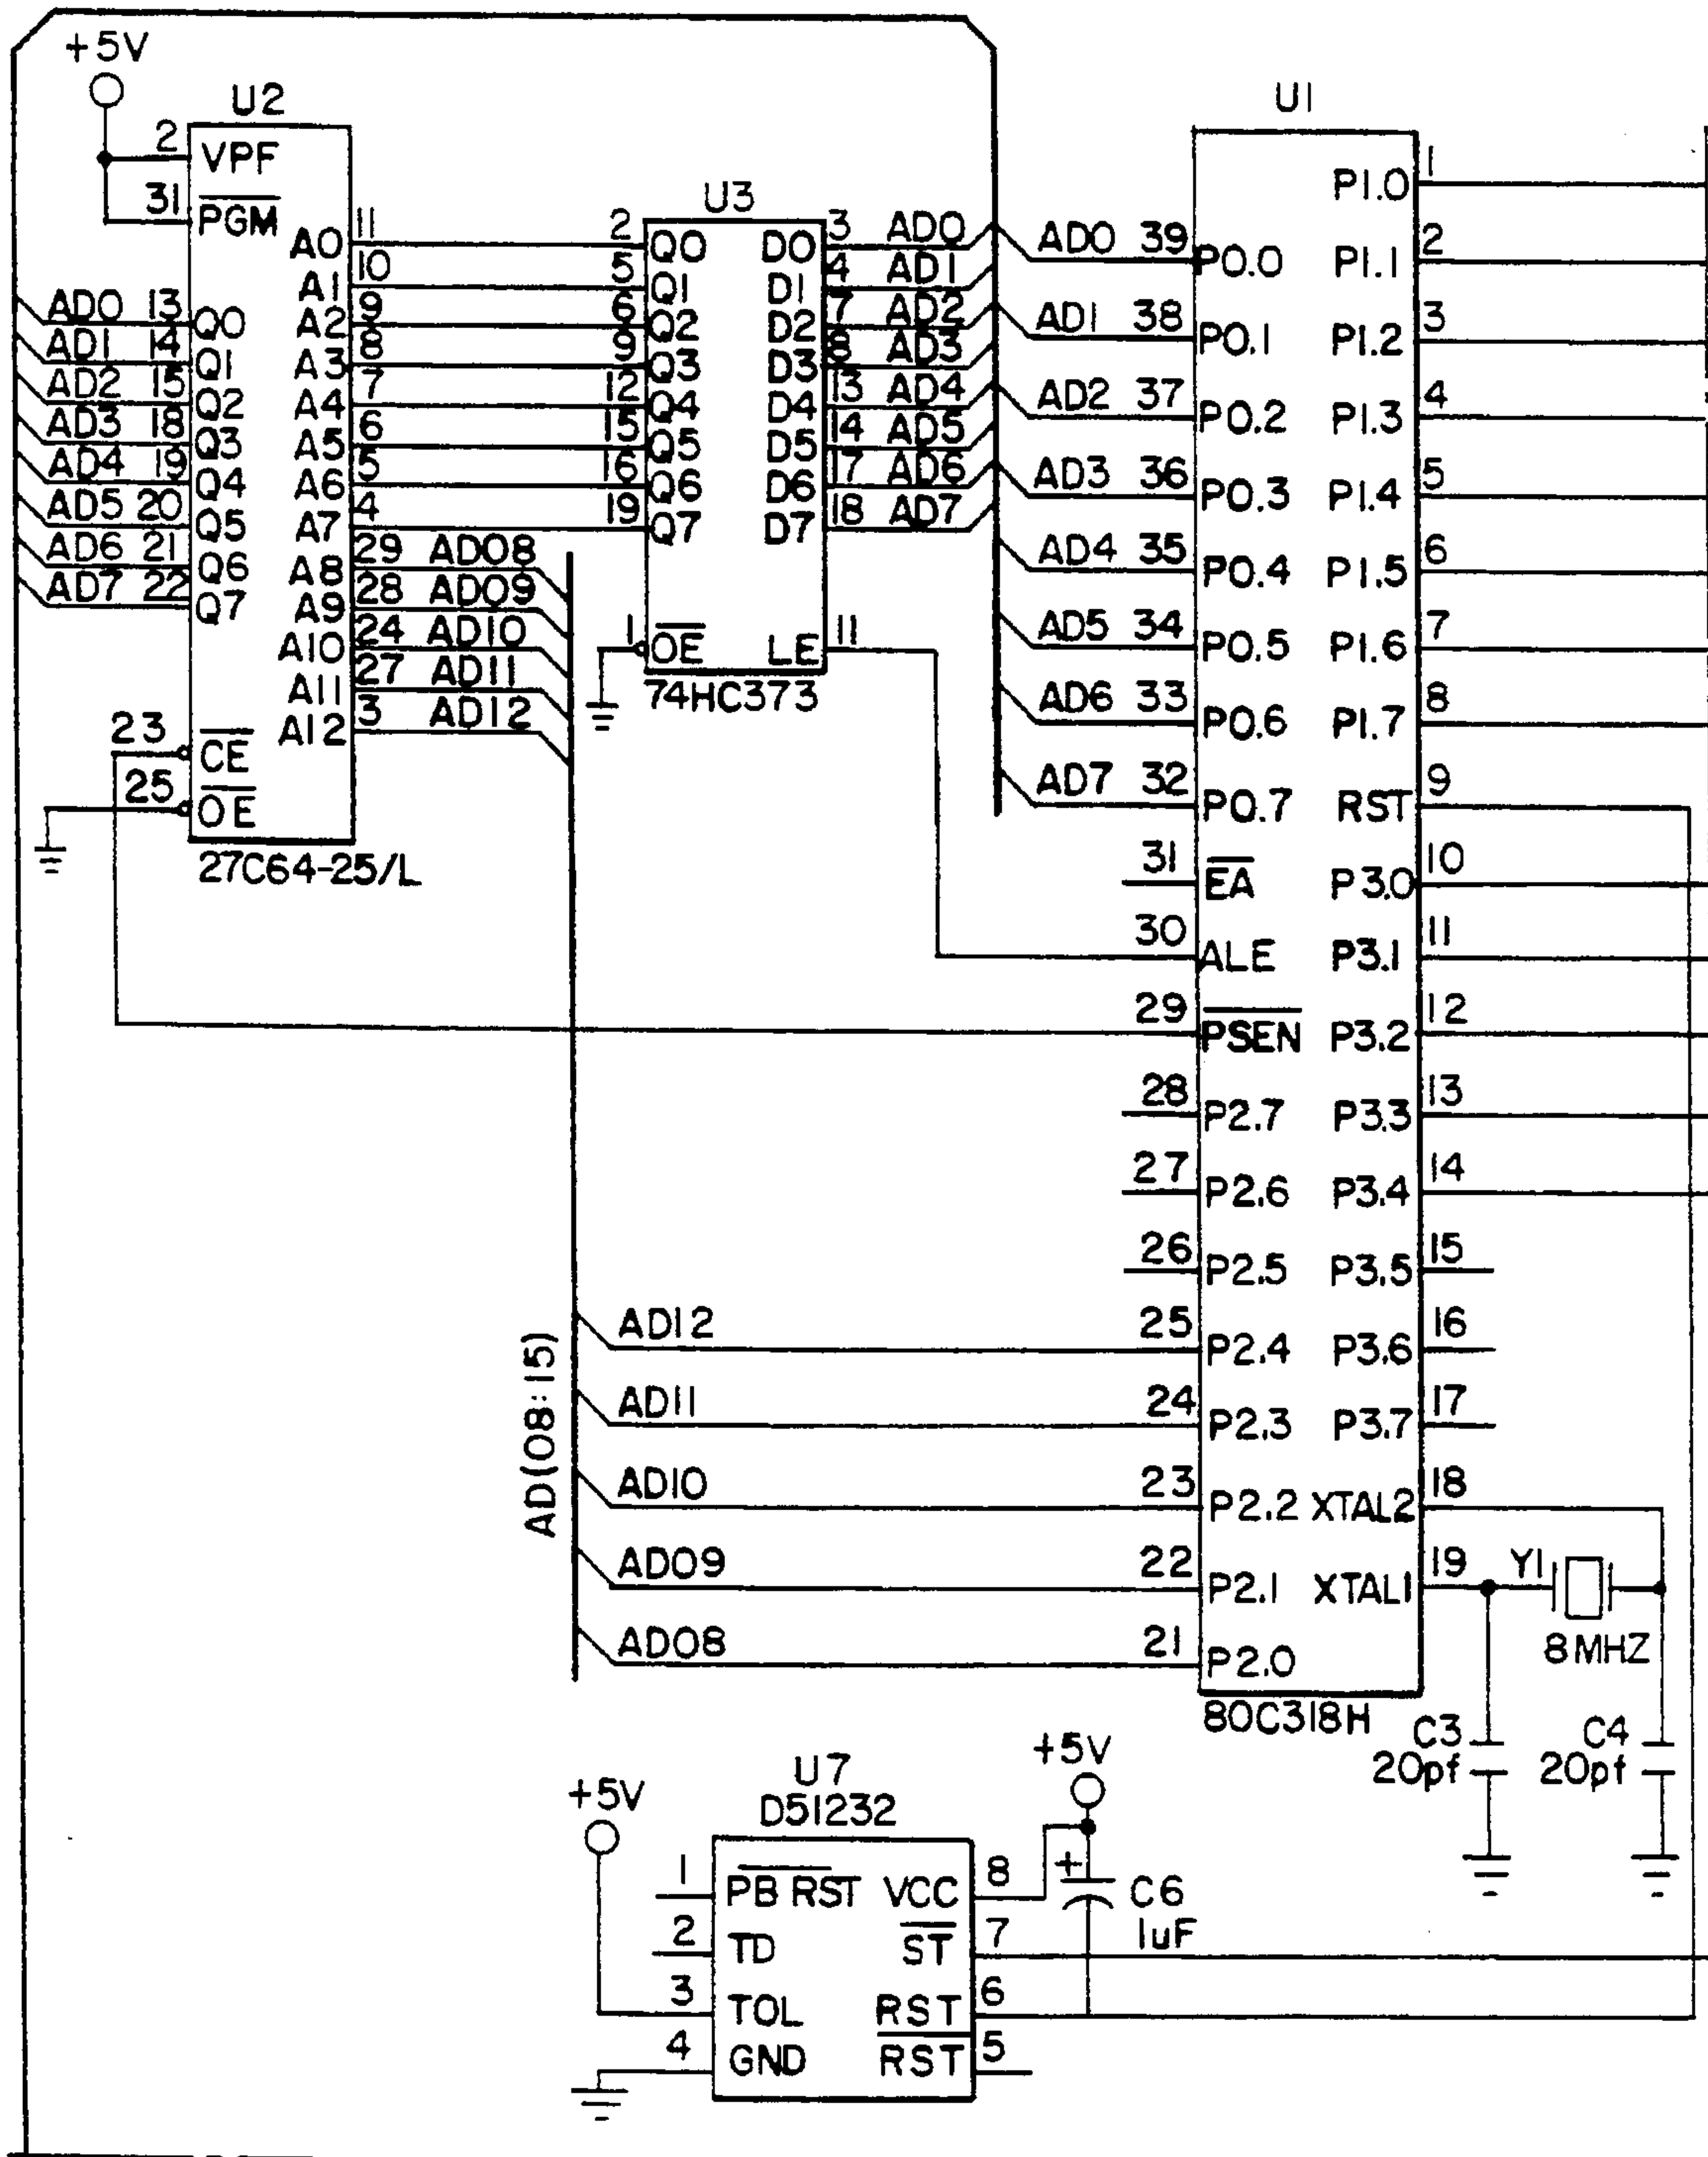 +5V
U2
2 VPF
31 PGM
A0 11
A1 10
A2 9
A3 8
A4 7
A5 6
A6 5
A7 4
A8 29 AD08
A9 28 AD09
A10 24 AD10
A11 27 AD11
A12 3 AD12
AD0 13 Q0
AD1 14 Q1
AD2 15 Q2
AD3 18 Q3
AD4 19 Q4
AD5 20 Q5
AD6 21 Q6
AD7 22 Q7
23 CE
25 OE
27C64-25/L
U3
2 Q0 D0 3 AD0
5 Q1 D1 4 AD1
6 Q2 D2 7 AD2
9 Q3 D3 8 AD3
12 Q4 D4 13 AD4
15 Q5 D5 14 AD5
16 Q6 D6 17 AD6
19 Q7 D7 18 AD7
1 OE LE 11
74HC373
U1
P1.0 1
AD0 39 P0.0 P1.1 2
AD1 38 P0.1 P1.2 3
AD2 37 P0.2 P1.3 4
AD3 36 P0.3 P1.4 5
AD4 35 P0.4 P1.5 6
AD5 34 P0.5 P1.6 7
AD6 33 P0.6 P1.7 8
AD7 32 P0.7 RST 9
31 EA P3.0 10
30 ALE P3.1 11
29 PSEN P3.2 12
28 P2.7 P3.3 13
27 P2.6 P3.4 14
26 P2.5 P3.5 15
AD12 25 P2.4 P3.6 16
AD11 24 P2.3 P3.7 17
AD10 23 P2.2 XTAL2 18
AD09 22 P2.1 XTAL1 19
AD08 21 P2.0
AD(08:15)
80C318H
Y1
8MHZ
C3
20pf
C4
20pf
+5V
U7
D51232
+5V
1 PB RST VCC 8
2 TD ST 7
3 TOL RST 6
4 GND RST 5
+
C6
1uF